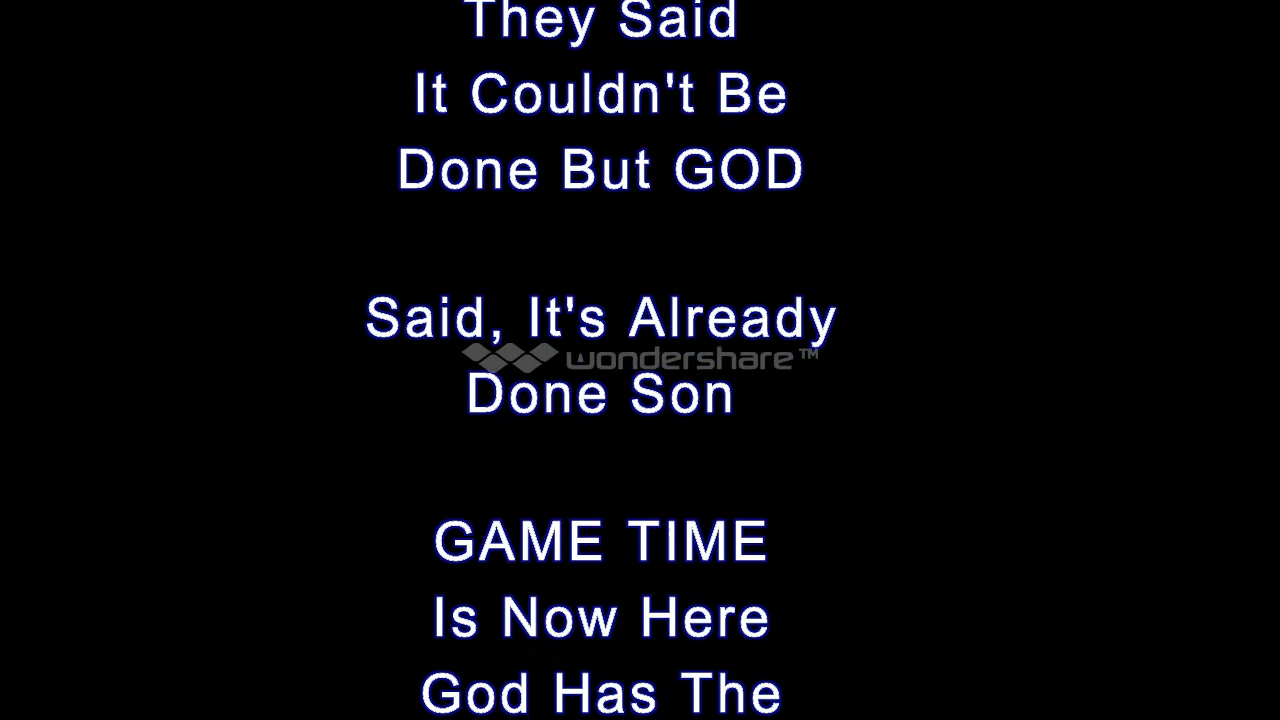 They Said
It Couldn't Be
Done But GOD
Said, It's Already
wondershare™
Done Son
GAME TIME
Is Now Here
God Has The